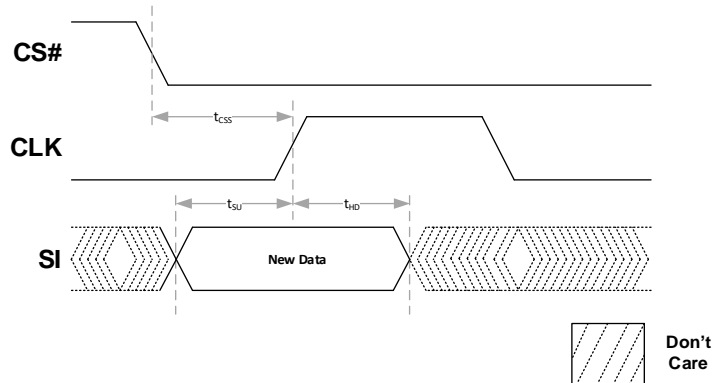 CS#
tCSS
CLK
tSU
tHD
SI
New Data
Don't
Care